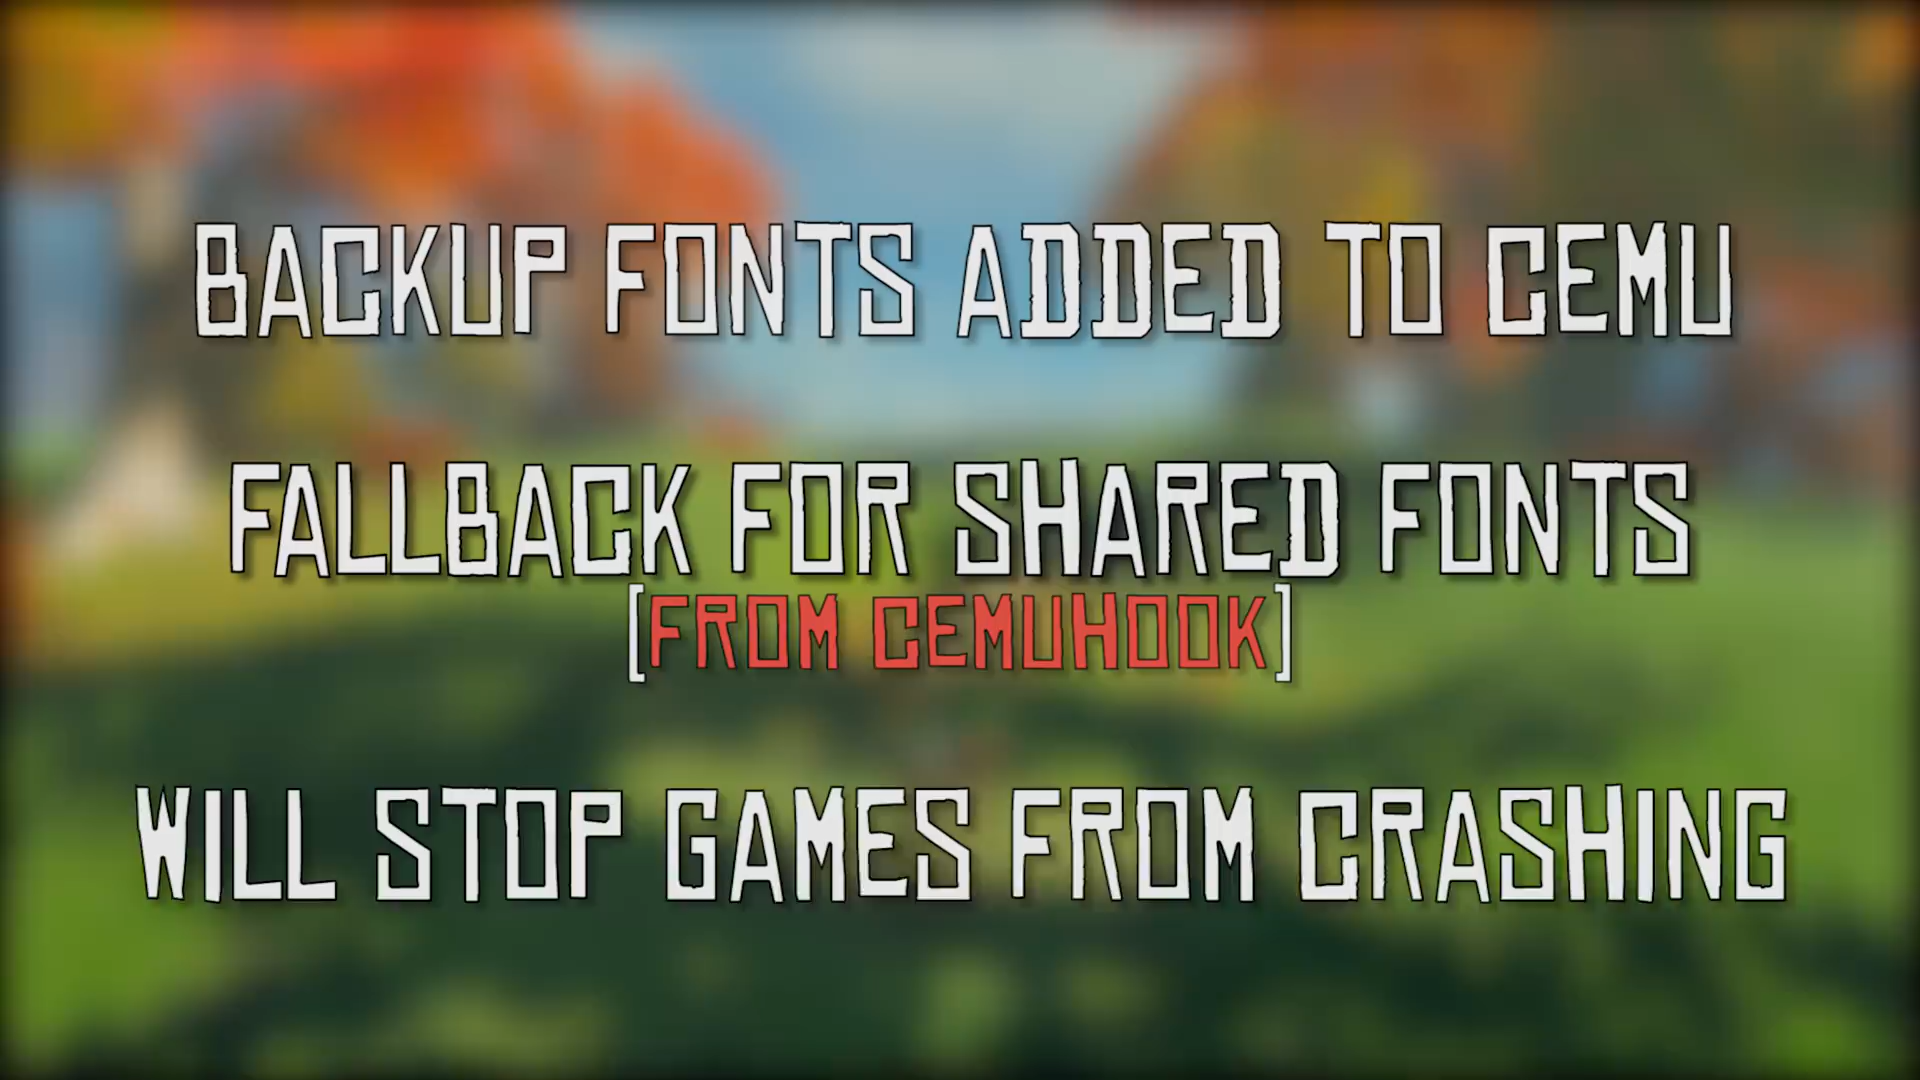 BACKUP FONTS ADDED TO CEMU
FALLBACK FOR SHARED FONTS
[FROM CEMUHOOK]
WILL STOP GAMES FROM CRASHING